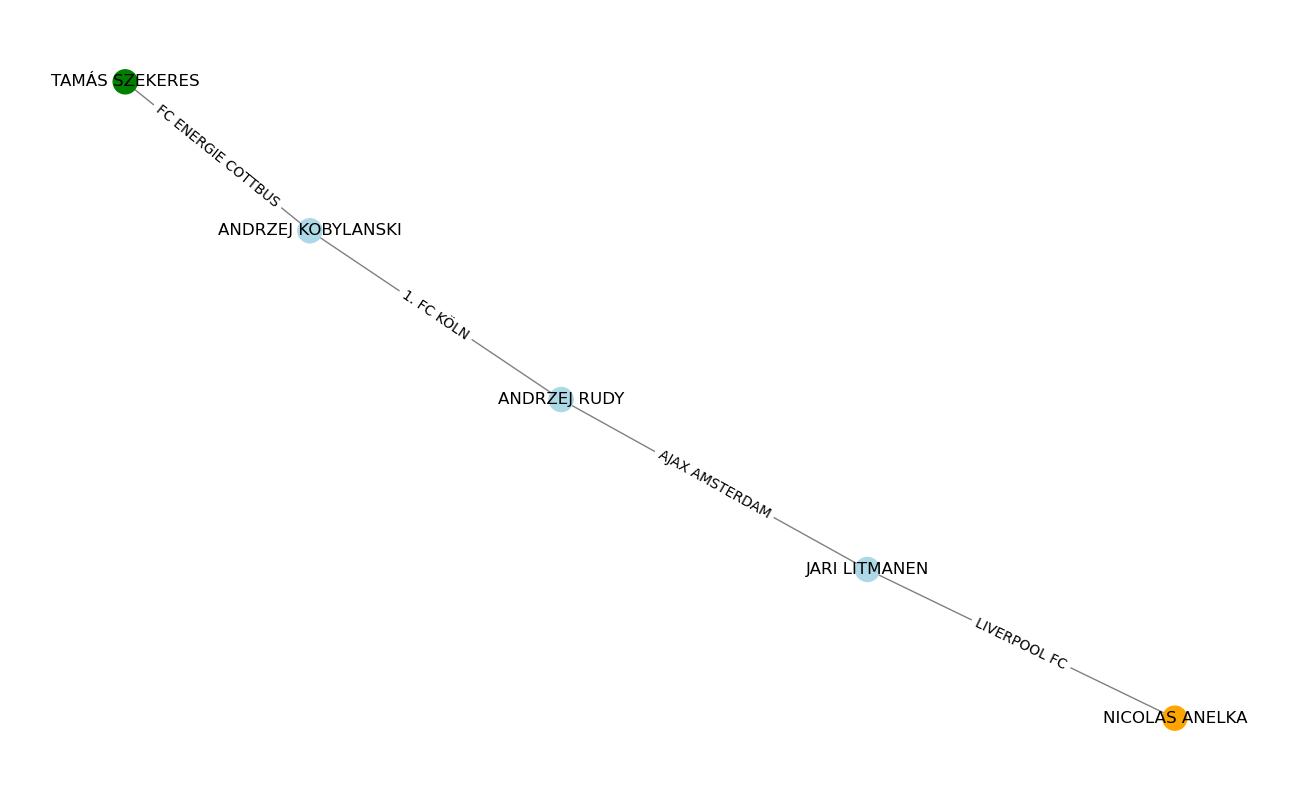 TAMÁS SZEKERES
FC ENERGIE COTTBUS
ANDRZEJ KOBYLANSKI
1. FC KÖLN
ANDRZEJ RUDY
AJAX AMSTERDAM
JARI LITMANEN
LIVERPOOL FC
NICOLAS ANELKA